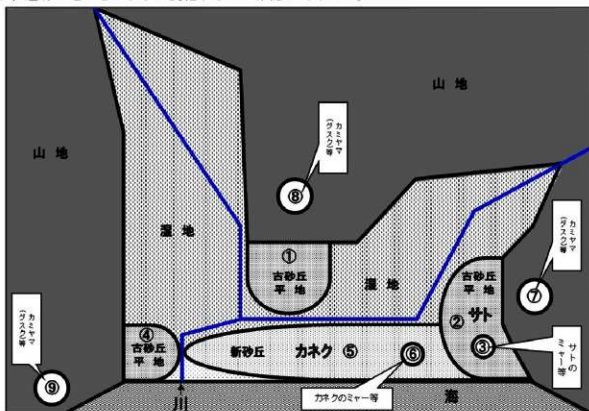 山 地
山 地
カミヤマ
(グスク)等
⑧
湿 地
①
古砂丘
平 地
湿 地
古砂丘
平 地
② サト
③
カミヤマ
(グスク)等
⑦
サトの
ミャー等
④
古砂丘
平 地
新砂丘 カネク ⑤
⑥
カミヤマ
(グスク)等
⑨
川
カネクのミャー等
海